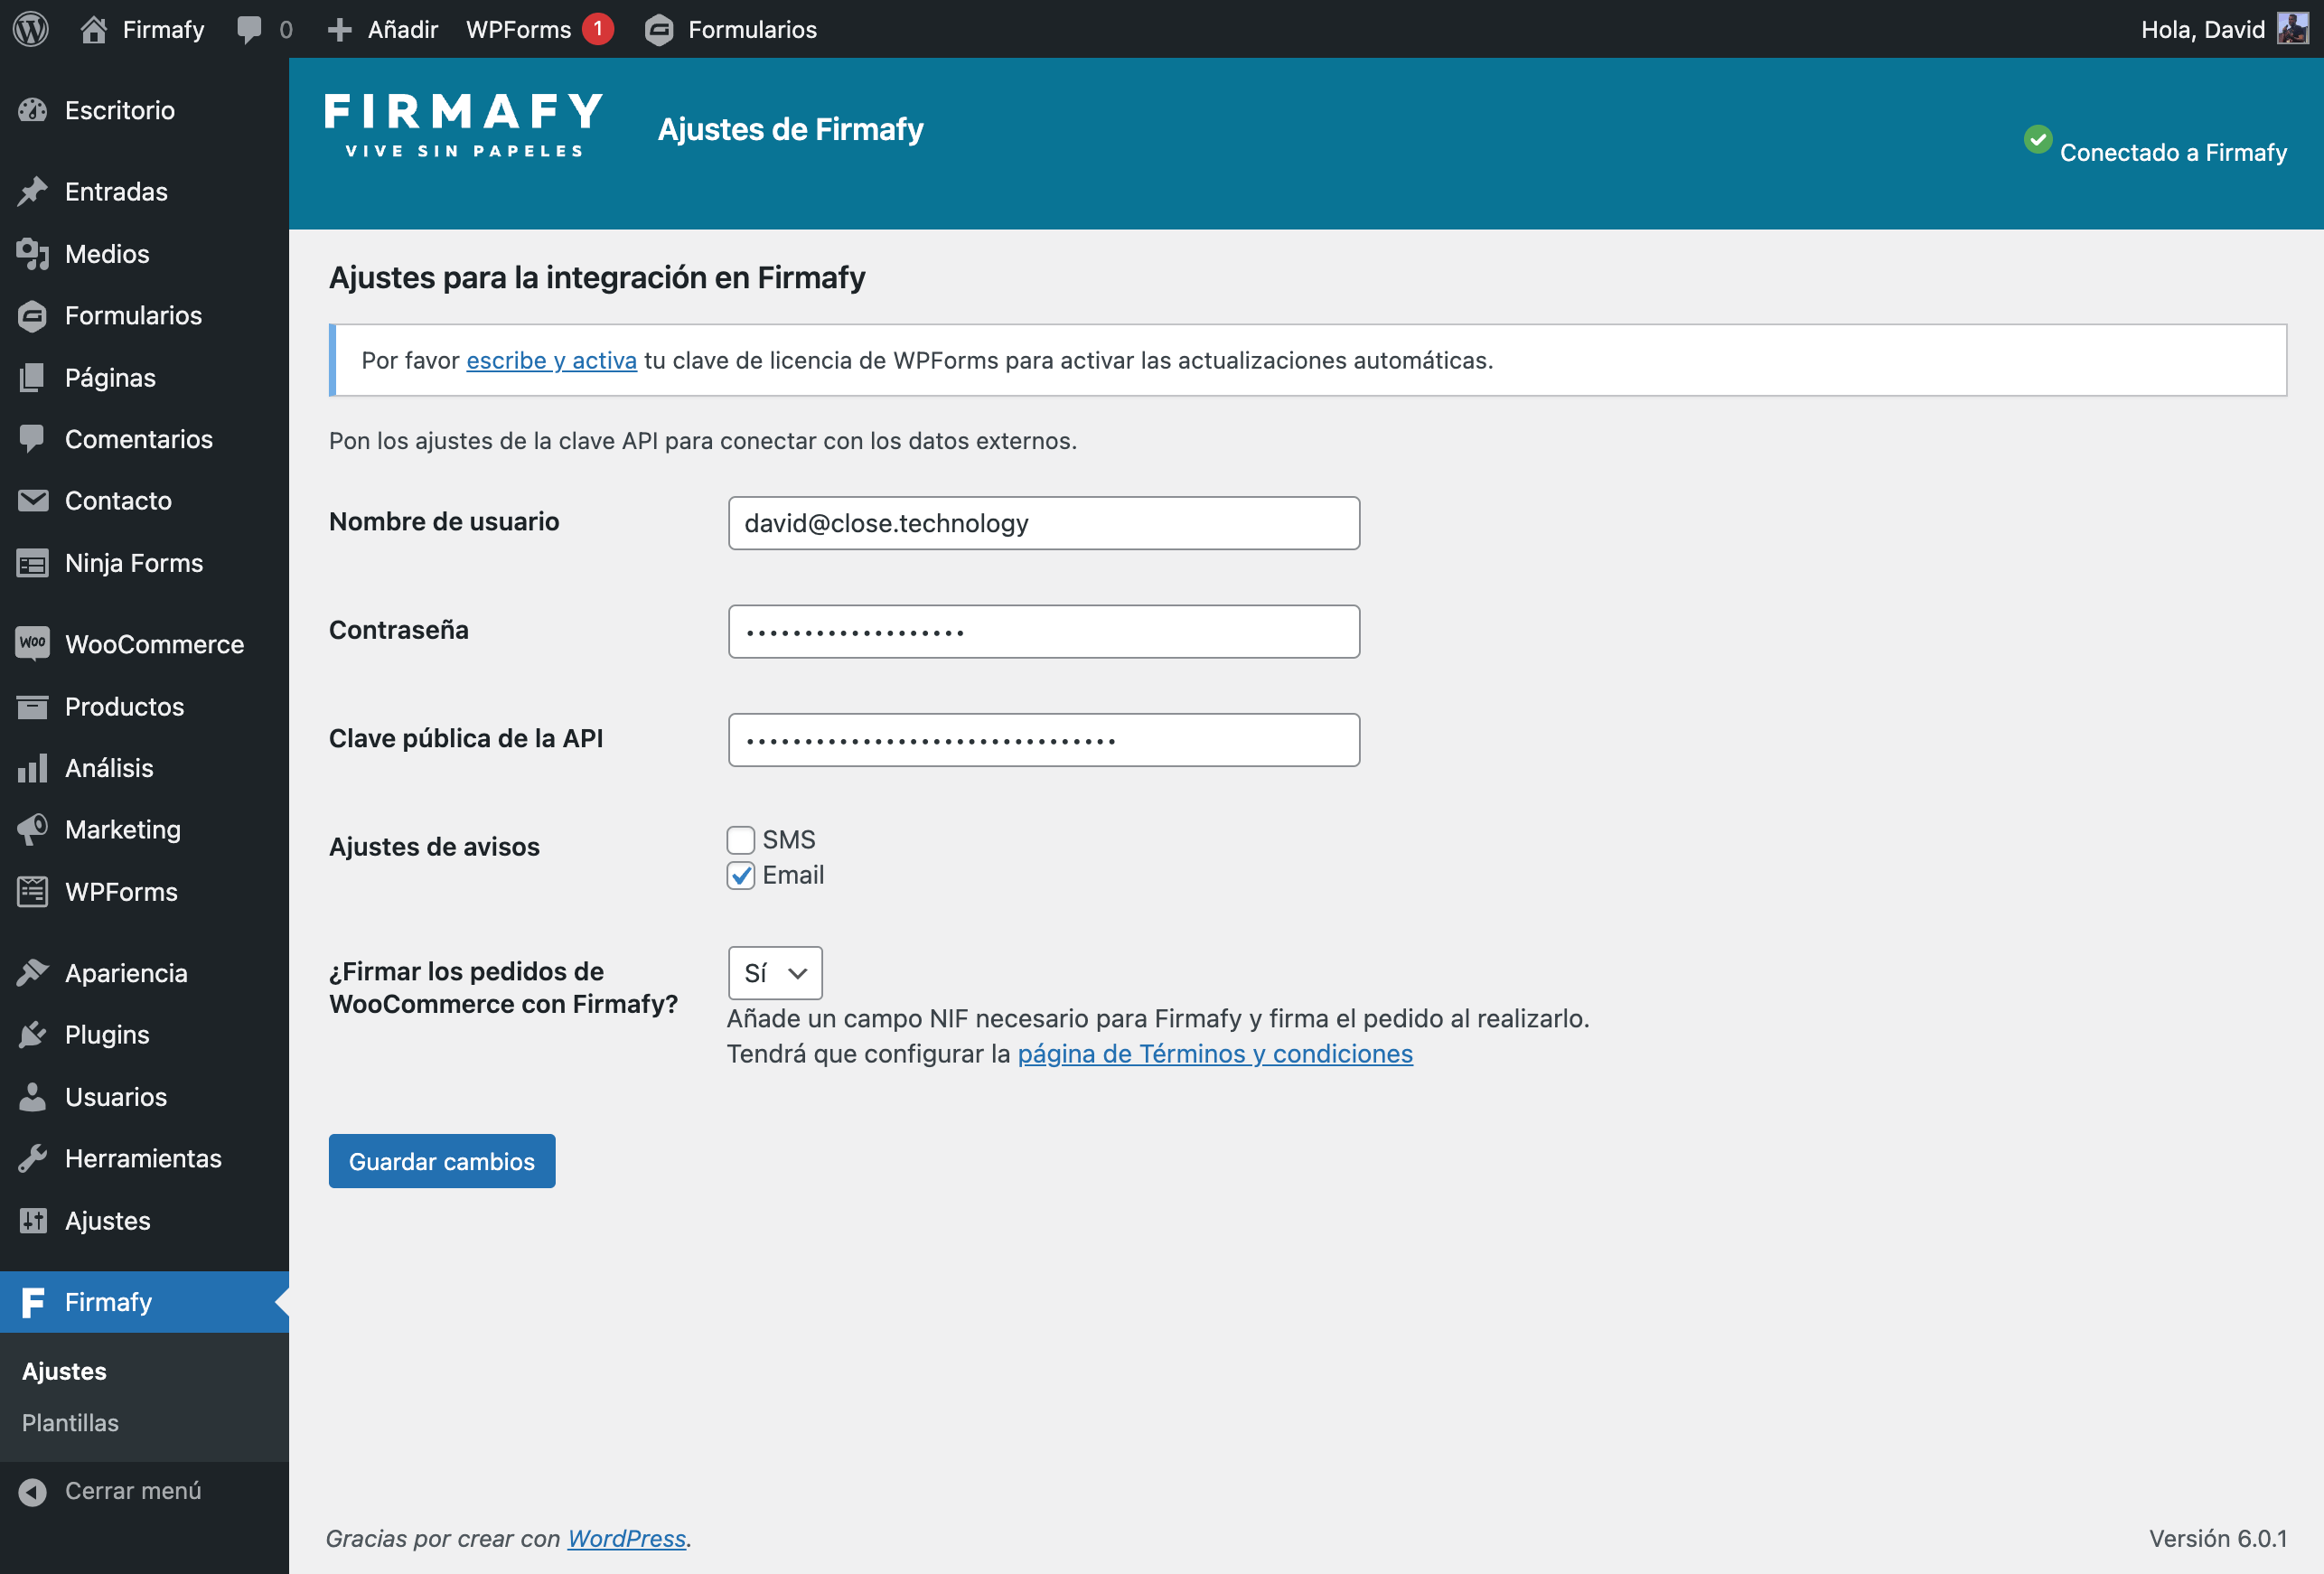 Firmafy
0
Añadir
WPForms 1
Formularios
Hola, David
Escritorio
Entradas
Medios
Formularios
Páginas
Comentarios
Contacto
Ninja Forms
Woo WooCommerce
Productos
Análisis
Marketing
WPForms
Apariencia
Plugins
Usuarios
Herramientas
Ajustes
F Firmafy
Ajustes
Plantillas
Cerrar menú
FIRMAFY
VIVE SIN PAPELES
Ajustes de Firmafy
Conectado a Firmafy
Ajustes para la integración en Firmafy
Por favor escribe y activa tu clave de licencia de WPForms para activar las actualizaciones automáticas.
Pon los ajustes de la clave API para conectar con los datos externos.
Nombre de usuario
david@close.technology
Contraseña
Clave pública de la API
Ajustes de avisos
SMS
Email
¿Firmar los pedidos de
WooCommerce con Firmafy?
Sí
Añade un campo NIF necesario para Firmafy y firma el pedido al realizarlo.
Tendrá que configurar la página de Términos y condiciones
Guardar cambios
Gracias por crear con WordPress.
Versión 6.0.1